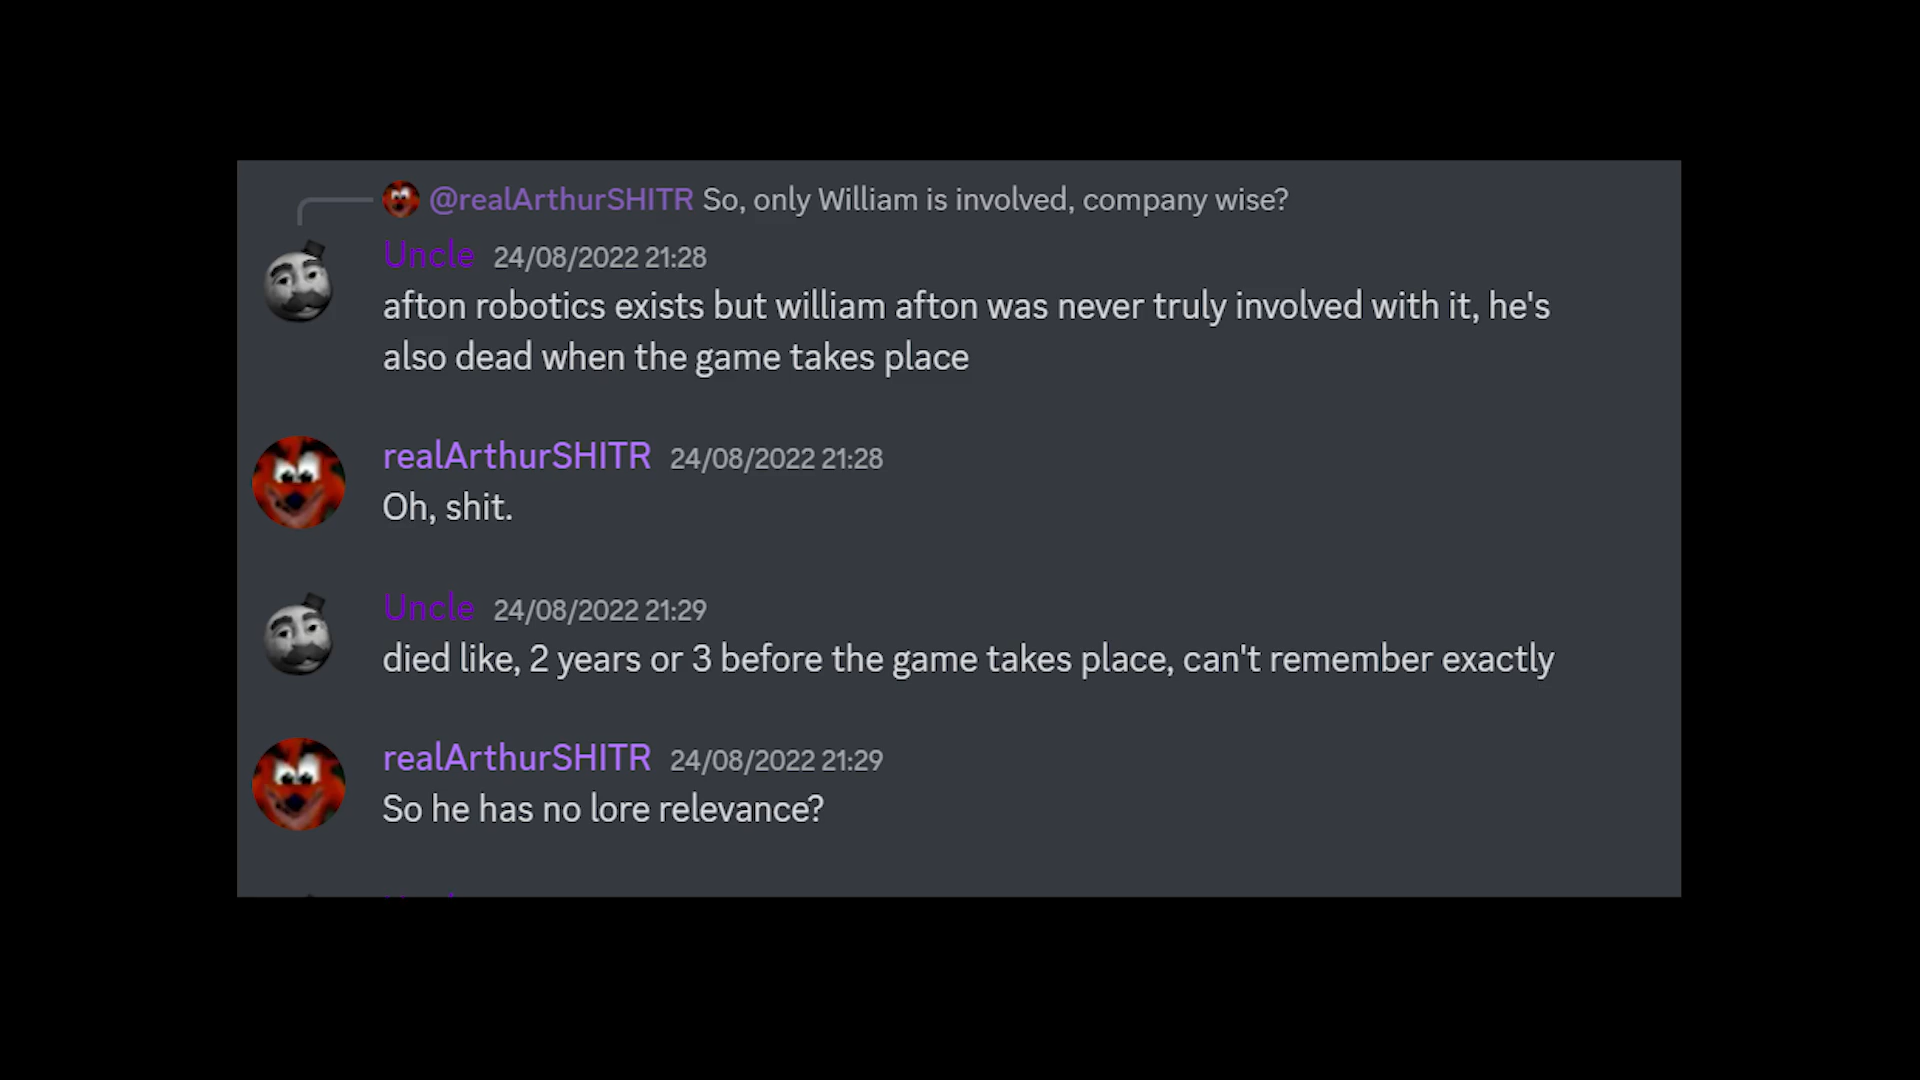 @realArthurSHITR So, only William is involved, company wise?
Uncle 24/08/2022 21:28
afton robotics exists but william afton was never truly involved with it, he's
also dead when the game takes place
realArthurSHITR 24/08/2022 21:28
Oh, shit.
Uncle 24/08/2022 21:29
died like, 2 years or 3 before the game takes place, can't remember exactly
realArthurSHITR 24/08/2022 21:29
So he has no lore relevance?